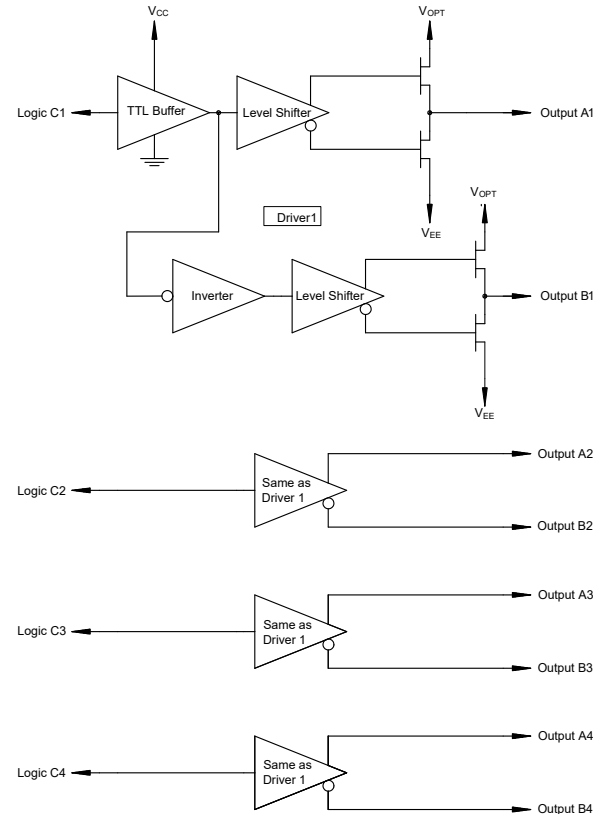 VCC
VOPT
Logic C1
TTL Buffer
Level Shifter
Output A1
Driver1
VEE
VOPT
Inverter
Level Shifter
Output B1
VEE
Output A2
Logic C2
Same as
Driver 1
Output B2
Output A3
Logic C3
Same as
Driver 1
Output B3
Output A4
Logic C4
Same as
Driver 1
Output B4